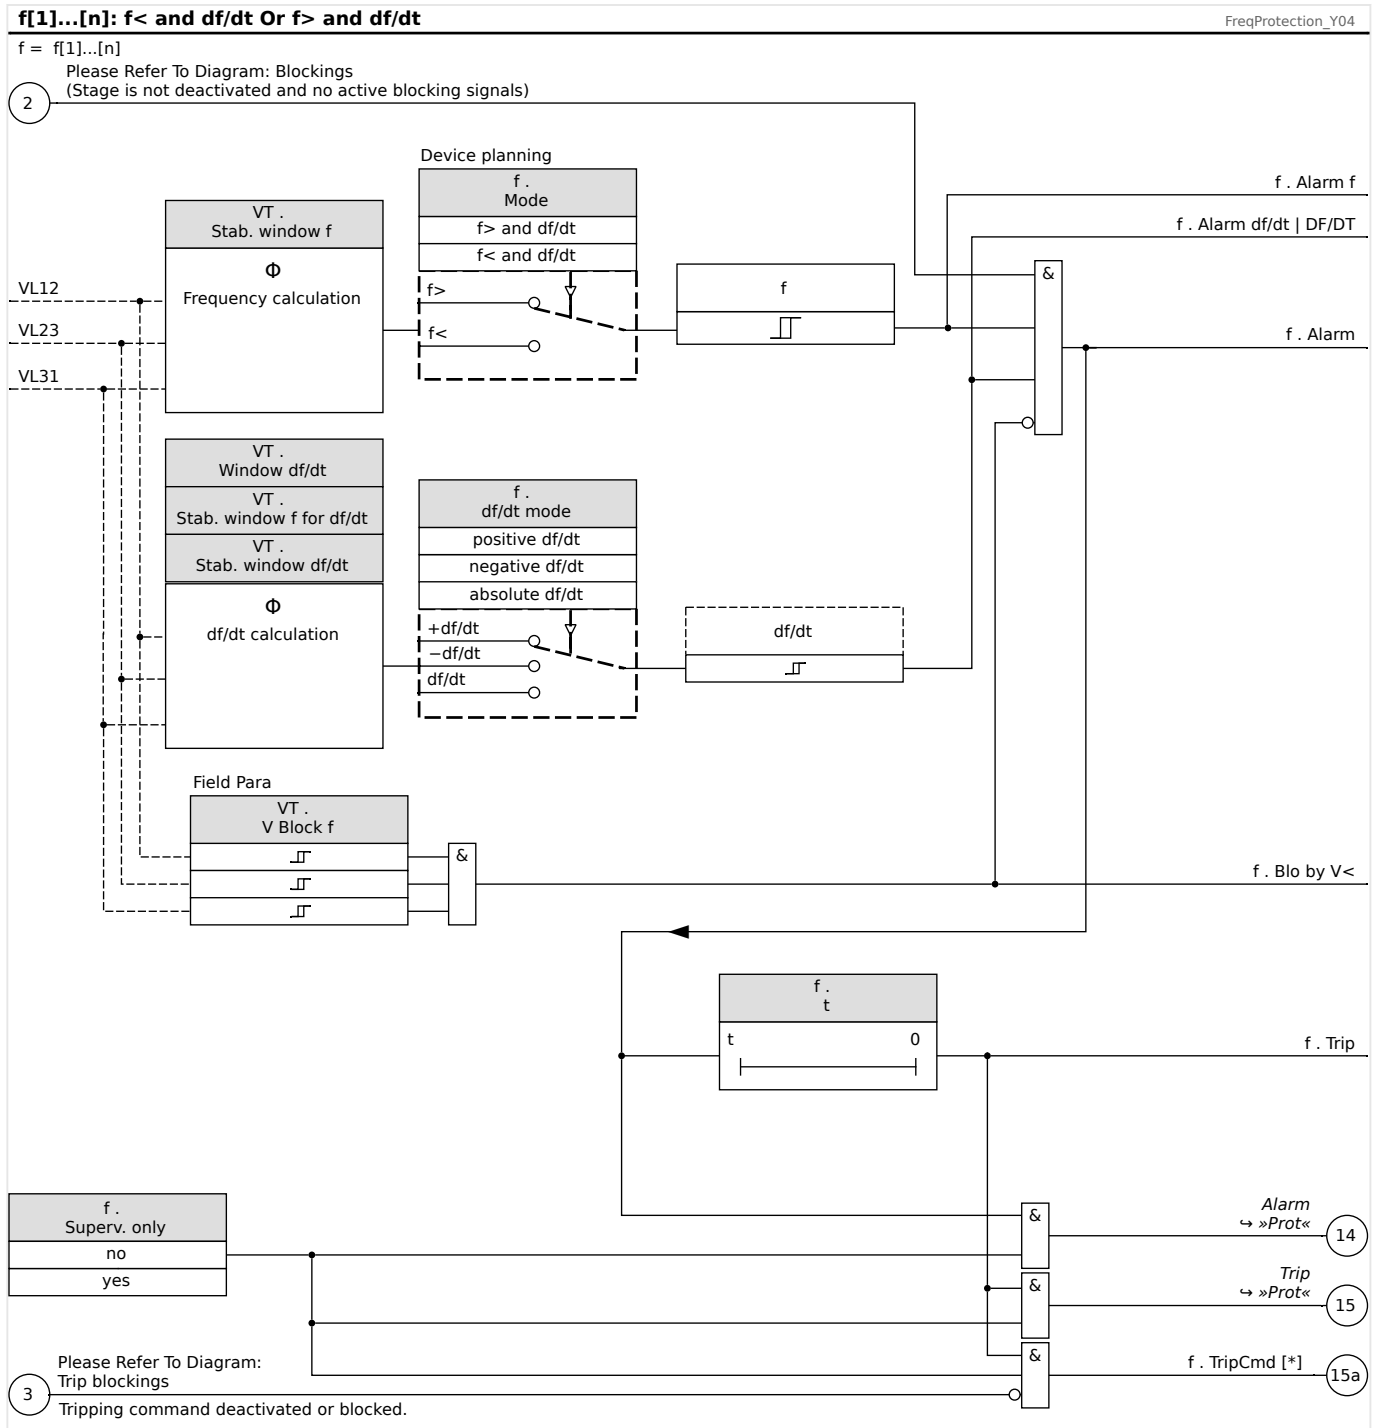 f[1]...[n]: f< and df/dt Or f> and df/dt
FreqProtection_Y04
f = f[1]...[n]
Please Refer To Diagram: Blockings
(Stage is not deactivated and no active blocking signals)
2
Device planning
f .
Mode
f> and df/dt
f< and df/dt
f>
f<
VT .
Stab. window f
Φ
Frequency calculation
VL12
VL23
VL31
f
f . Alarm f
f . Alarm df/dt | DF/DT
&
f . Alarm
VT .
Window df/dt
VT .
Stab. window f for df/dt
VT .
Stab. window df/dt
Φ
df/dt calculation
f .
df/dt mode
positive df/dt
negative df/dt
absolute df/dt
+df/dt
−df/dt
df/dt
df/dt
Field Para
VT .
V Block f
&
f . Blo by V<
f .
t
t 0
f . Trip
f .
Superv. only
no
yes
&
Alarm
↪ »Prot«
14
&
Trip
↪ »Prot«
15
&
f . TripCmd [*]
15a
Please Refer To Diagram:
Trip blockings
3
Tripping command deactivated or blocked.